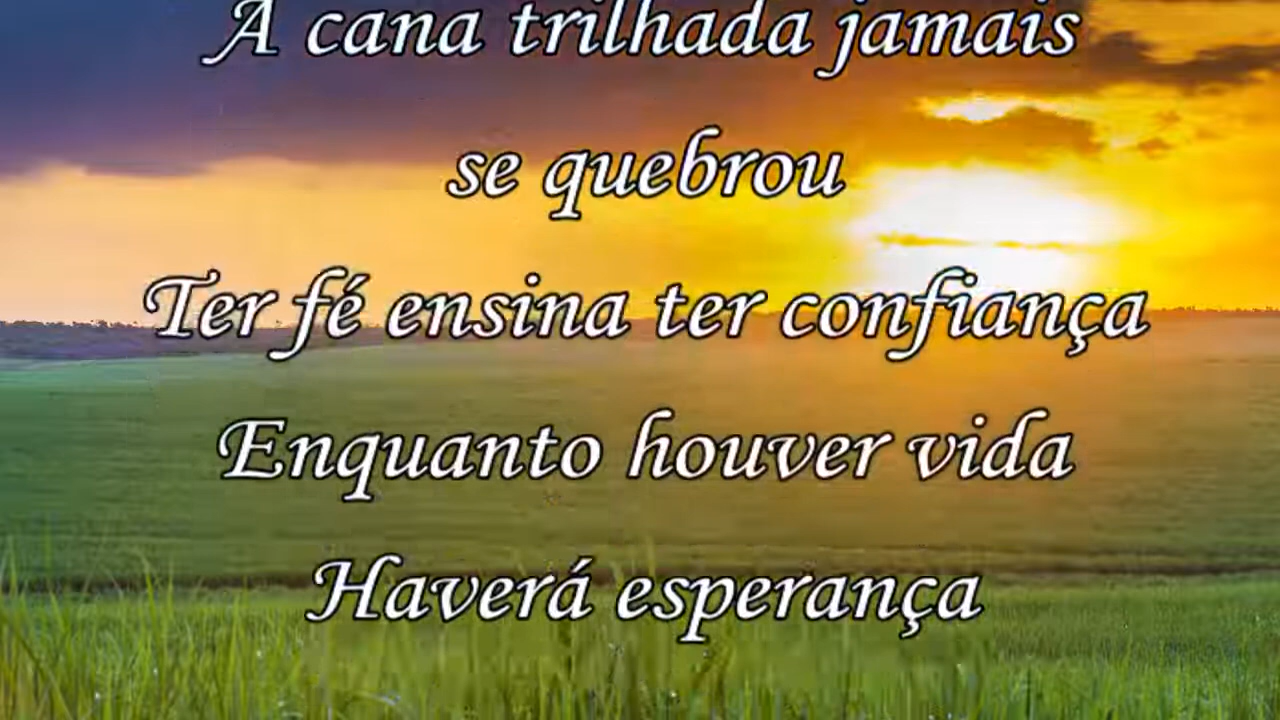 A cana trilhada jamais
se quebrou
Ter fé ensina ter confiança
Enquanto houver vida
Haverá esperança